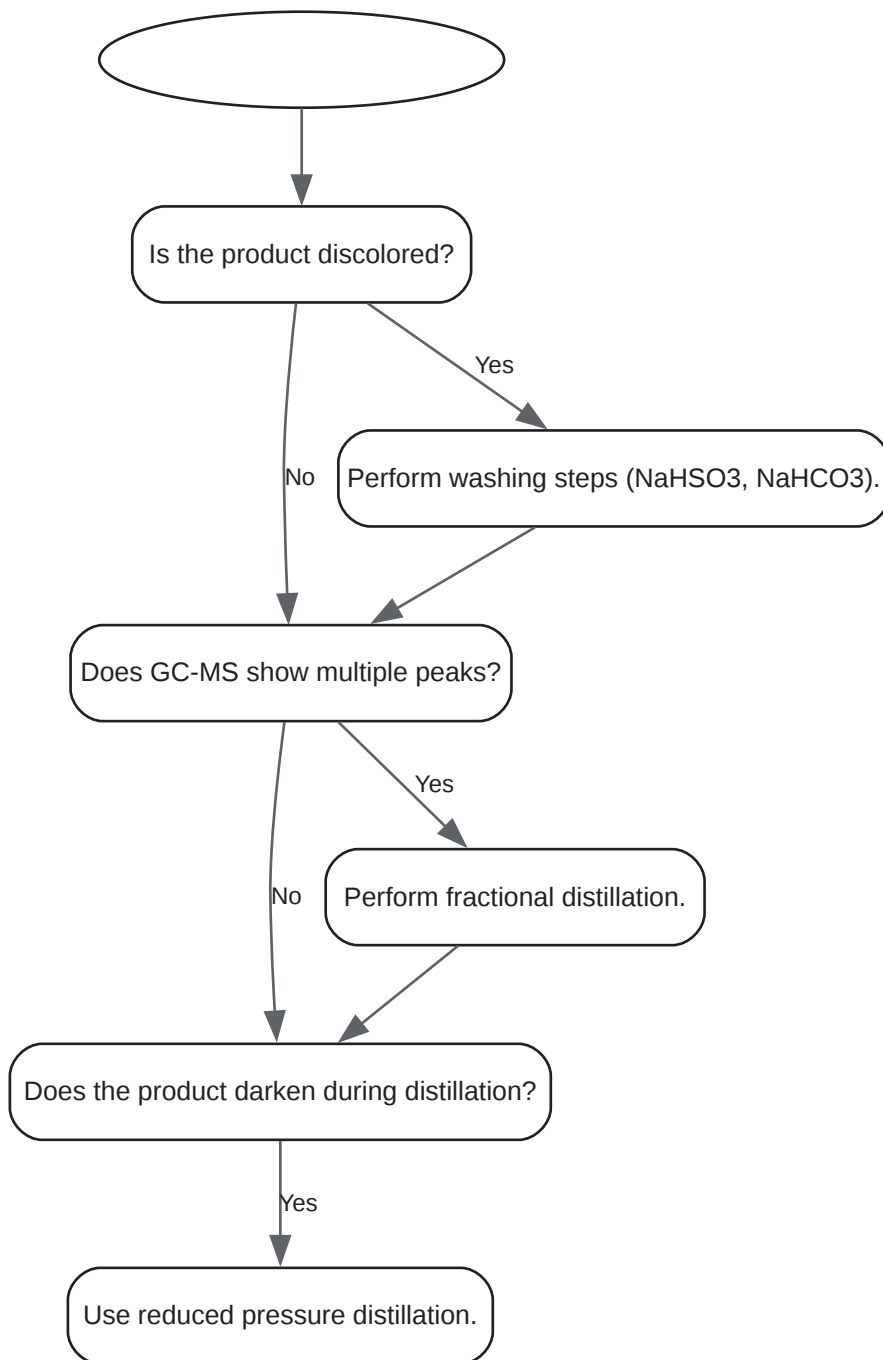 Is the product discolored?
Yes
No
Perform washing steps (NaHSO3, NaHCO3).
Does GC-MS show multiple peaks?
Yes
No
Perform fractional distillation.
Does the product darken during distillation?
Yes
Use reduced pressure distillation.